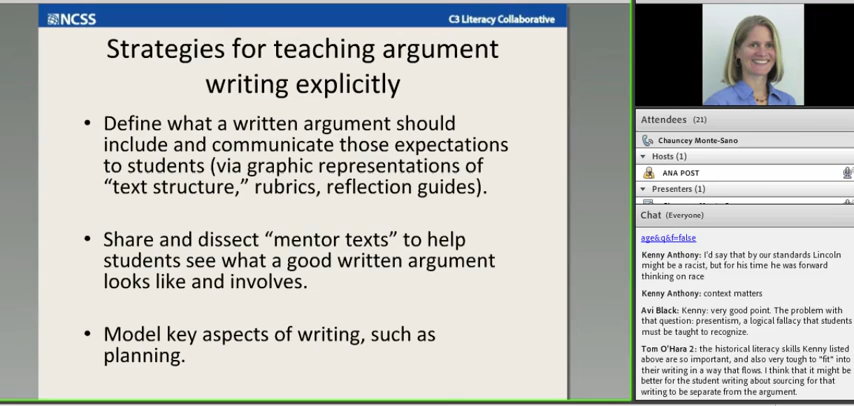 NCSS
C3 Literacy Collaborative
Strategies for teaching argument
writing explicitly
• Define what a written argument should
include and communicate those expectations
to students (via graphic representations of
“text structure,” rubrics, reflection guides).
• Share and dissect “mentor texts” to help
students see what a good written argument
looks like and involves.
• Model key aspects of writing, such as
planning.
Attendees (21)
Chauncey Monte-Sano
Hosts (1)
ANA POST
Presenters (1)
Chat (Everyone)
age&q&f=false
Kenny Anthony: I'd say that by our standards Lincoln
might be a racist, but for his time he was forward
thinking on race
Kenny Anthony: context matters
Avi Black: Kenny: very good point. The problem with
that question: presentism, a logical fallacy that students
must be taught to recognize.
Tom O'Hara 2: the historical literacy skills Kenny listed
above are so important, and also very tough to "fit" into
their writing in a way that flows. I think that it might be
better for the student writing about sourcing for that
writing to be separate from the argument.